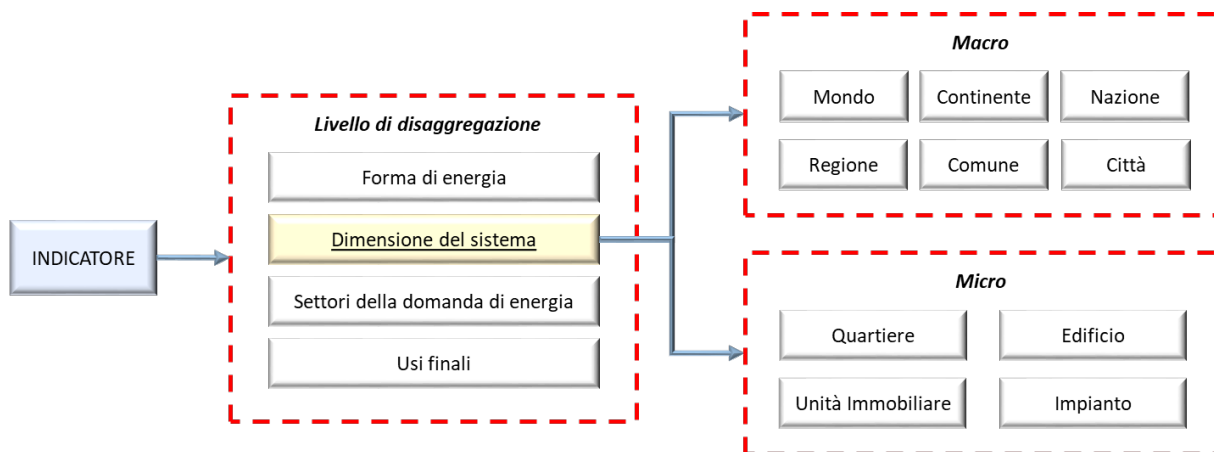 INDICATORE
Livello di disaggregazione
Forma di energia
Dimensione del sistema
Settori della domanda di energia
Usi finali
Macro
Mondo
Continente
Nazione
Regione
Comune
Città
Micro
Quartiere
Edificio
Unità Immobiliare
Impianto